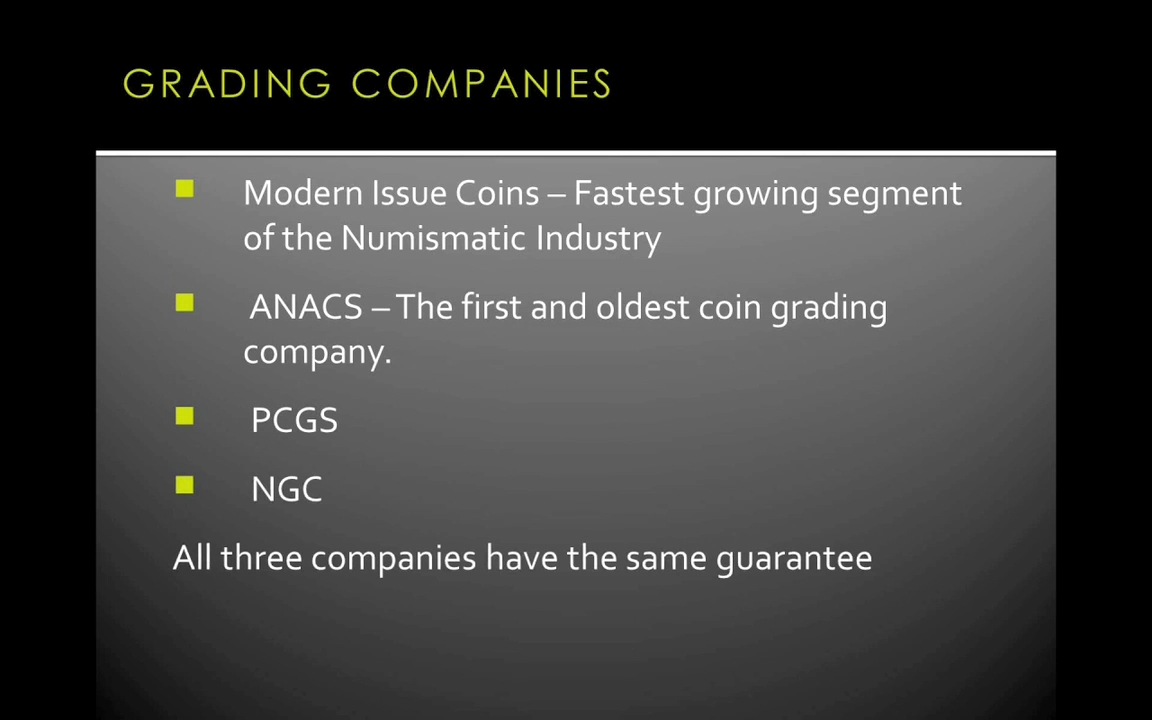 GRADING COMPANIES
■ Modern Issue Coins – Fastest growing segment
of the Numismatic Industry
■ ANACS – The first and oldest coin grading
company.
■ PCGS
■ NGC
All three companies have the same guarantee